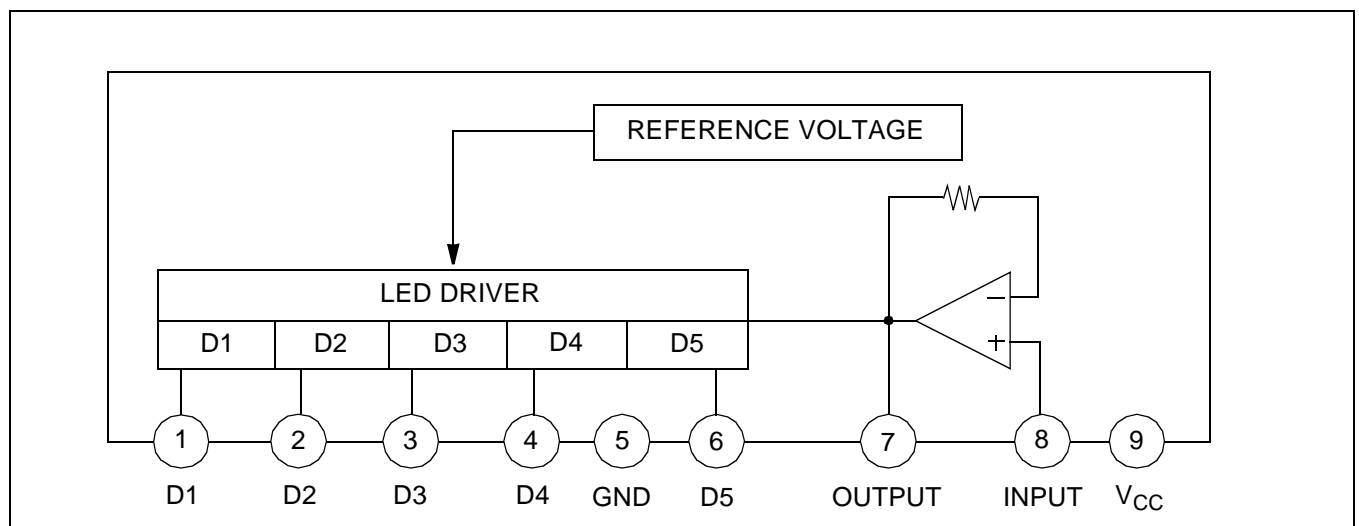 REFERENCE VOLTAGE
LED DRIVER
D1 D2 D3 D4 D5
− +
1 2 3 4 5 6 7 8 9
D1 D2 D3 D4 GND D5 OUTPUT INPUT VCC